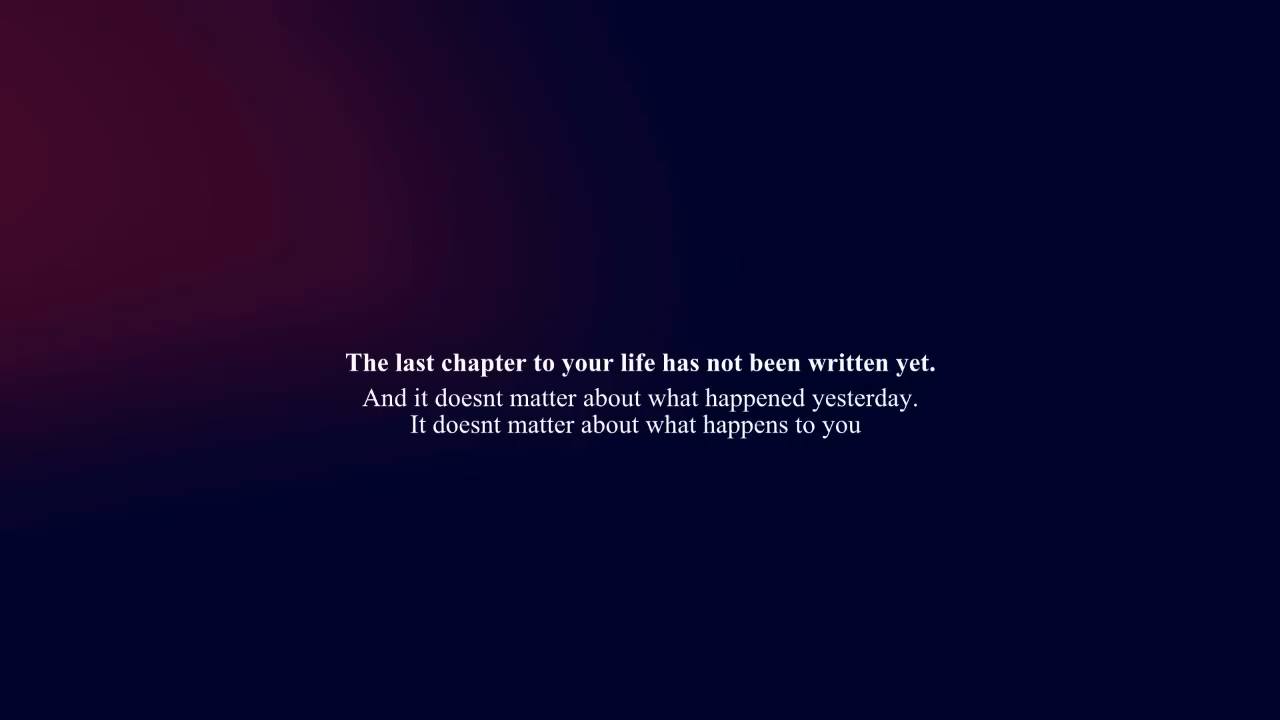 The last chapter to your life has not been written yet.
And it doesnt matter about what happened yesterday.
It doesnt matter about what happens to you